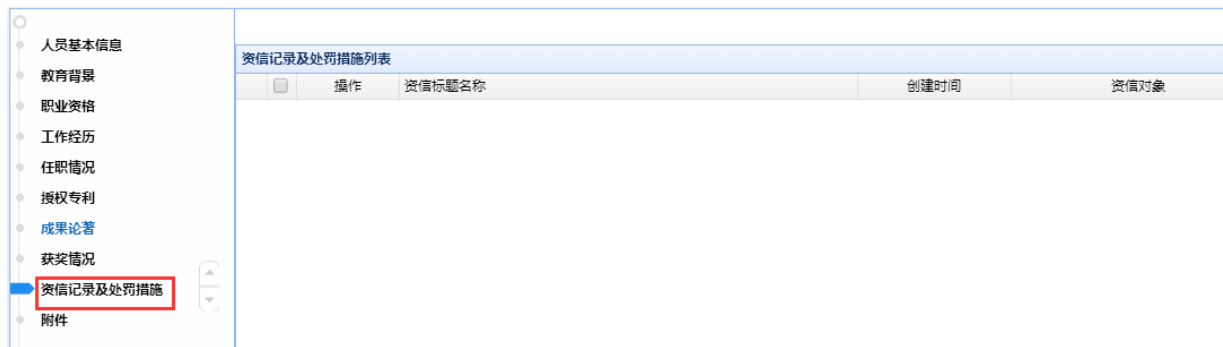 人员基本信息
教育背景
职业资格
工作经历
任职情况
授权专利
成果论著
获奖情况
资信记录及处罚措施
附件
资信记录及处罚措施列表
操作 资信标题名称 创建时间 资信对象